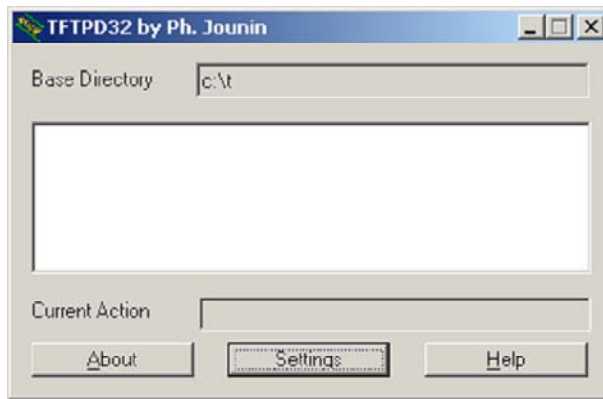 TFTPD32 by Ph. Jounin
Base Directory c:\t
Current Action
About Settings Help